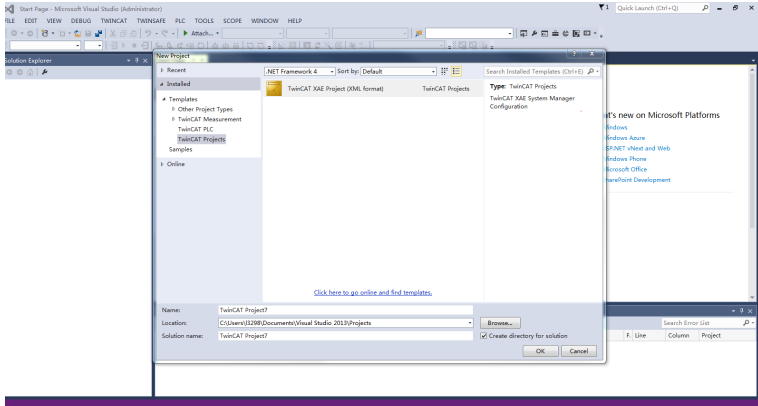 Start Page - Microsoft Visual Studio (Administrator)
1 Quick Launch (Ctrl+Q)
FILE EDIT VIEW DEBUG TWINCAT TWINSAFE PLC TOOLS SCOPE WINDOW HELP
Attach...
New Project
Solution Explorer
Recent
.NET Framework 4 Sort by: Default
Search Installed Templates (Ctrl+E)
Installed
TwinCAT XAE Project (XML format) TwinCAT Projects
Type: TwinCAT Projects
TwinCAT XAE System Manager
Configuration
Templates
Other Project Types
TwinCAT Measurement
TwinCAT PLC
TwinCAT Projects
Samples
Online
at's new on Microsoft Platforms
Windows
Windows Azure
ASP.NET vNext and Web
Windows Phone
Microsoft Office
SharePoint Development
Click here to go online and find templates.
Name: TwinCAT Project7
Location: C:\Users\I3298\Documents\Visual Studio 2013\Projects
Browse...
Solution name: TwinCAT Project7
Create directory for solution
OK Cancel
Search Error List
F. Line Column Project